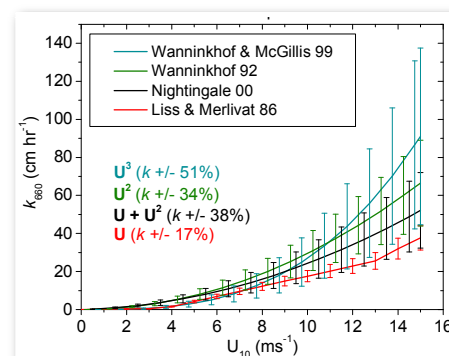 140
120
100
80
60
40
20
0
k660 (cm hr-1)
Wanninkhof & McGillis 99
Wanninkhof 92
Nightingale 00
Liss & Merlivat 86
U3 (k +/- 51%)
U2 (k +/- 34%)
U + U2 (k +/- 38%)
U (k +/- 17%)
0 2 4 6 8 10 12 14 16
U10 (ms-1)